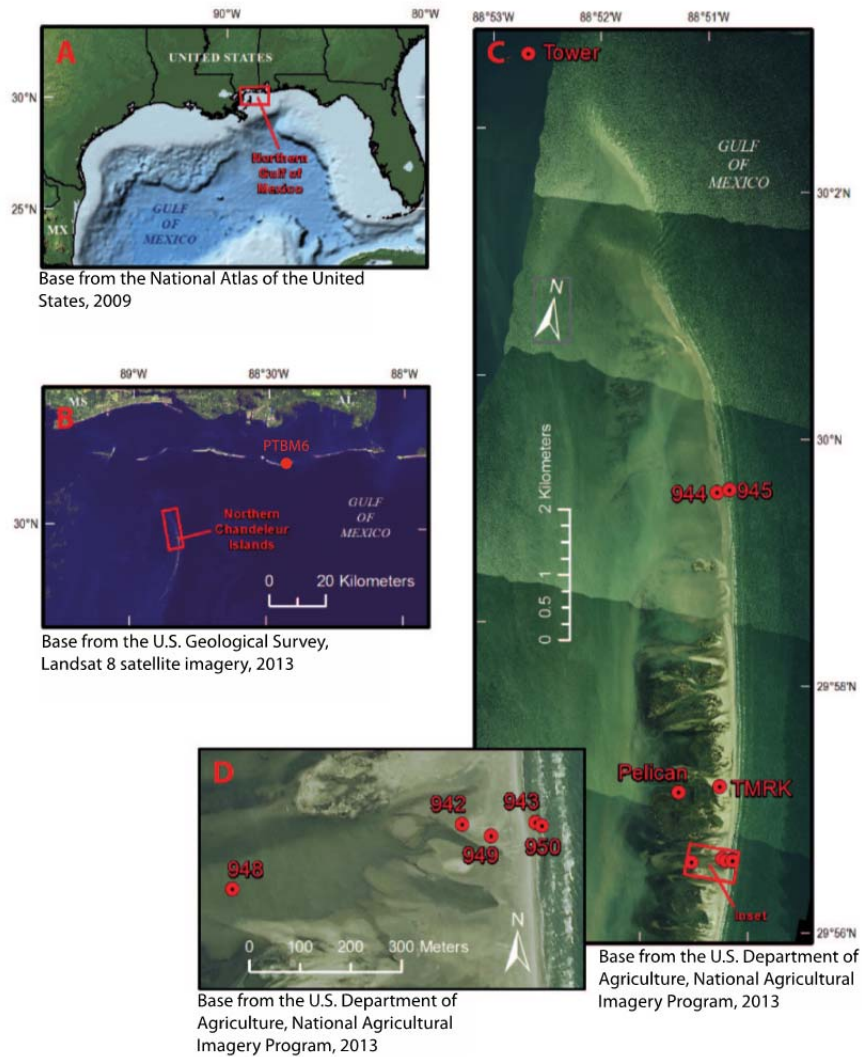 90°W
80°W
A
UNITED STATES
30°N
Northern
Gulf of
Mexico
25°N
GULF
OF
MEXICO
MX
Base from the National Atlas of the United
States, 2009
89°W
88°30'W
88°W
MS
AL
B
PTBM6
GULF
OF
MEXICO
30°N
Northern
Chandeleur
Islands
0 20 Kilometers
Base from the U.S. Geological Survey,
Landsat 8 satellite imagery, 2013
88°53'W
88°52'W
88°51'W
C
Tower
GULF
OF
MEXICO
30°2'N
N
30°N
944
945
0 0.5 1 2 Kilometers
29°58'N
Pelican
TMRK
Inset
29°56'N
Base from the U.S. Department of
Agriculture, National Agricultural
Imagery Program, 2013
D
942
943
949
950
948
N
0 100 200 300 Meters
Base from the U.S. Department of
Agriculture, National Agricultural
Imagery Program, 2013